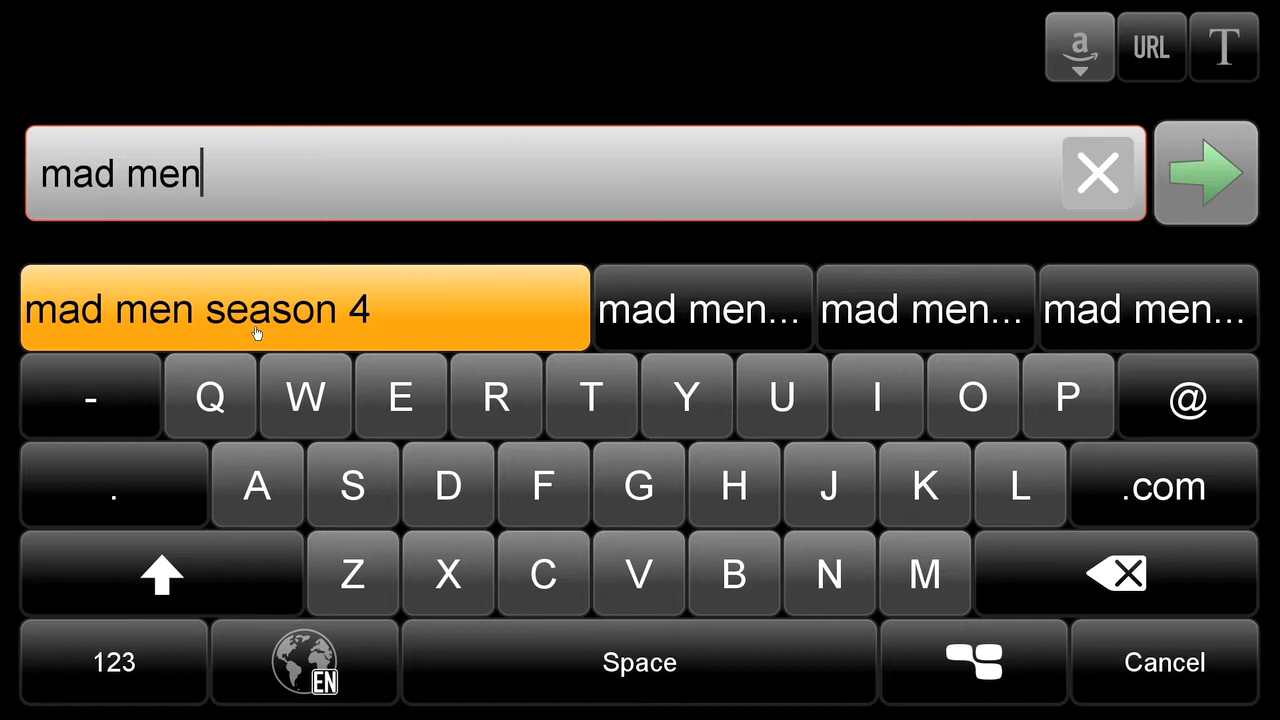 a URL T
mad men
mad men season 4 mad men... mad men... mad men...
- Q W E R T Y U I O P @
. A S D F G H J K L .com
Z X C V B N M
123 EN Space Cancel